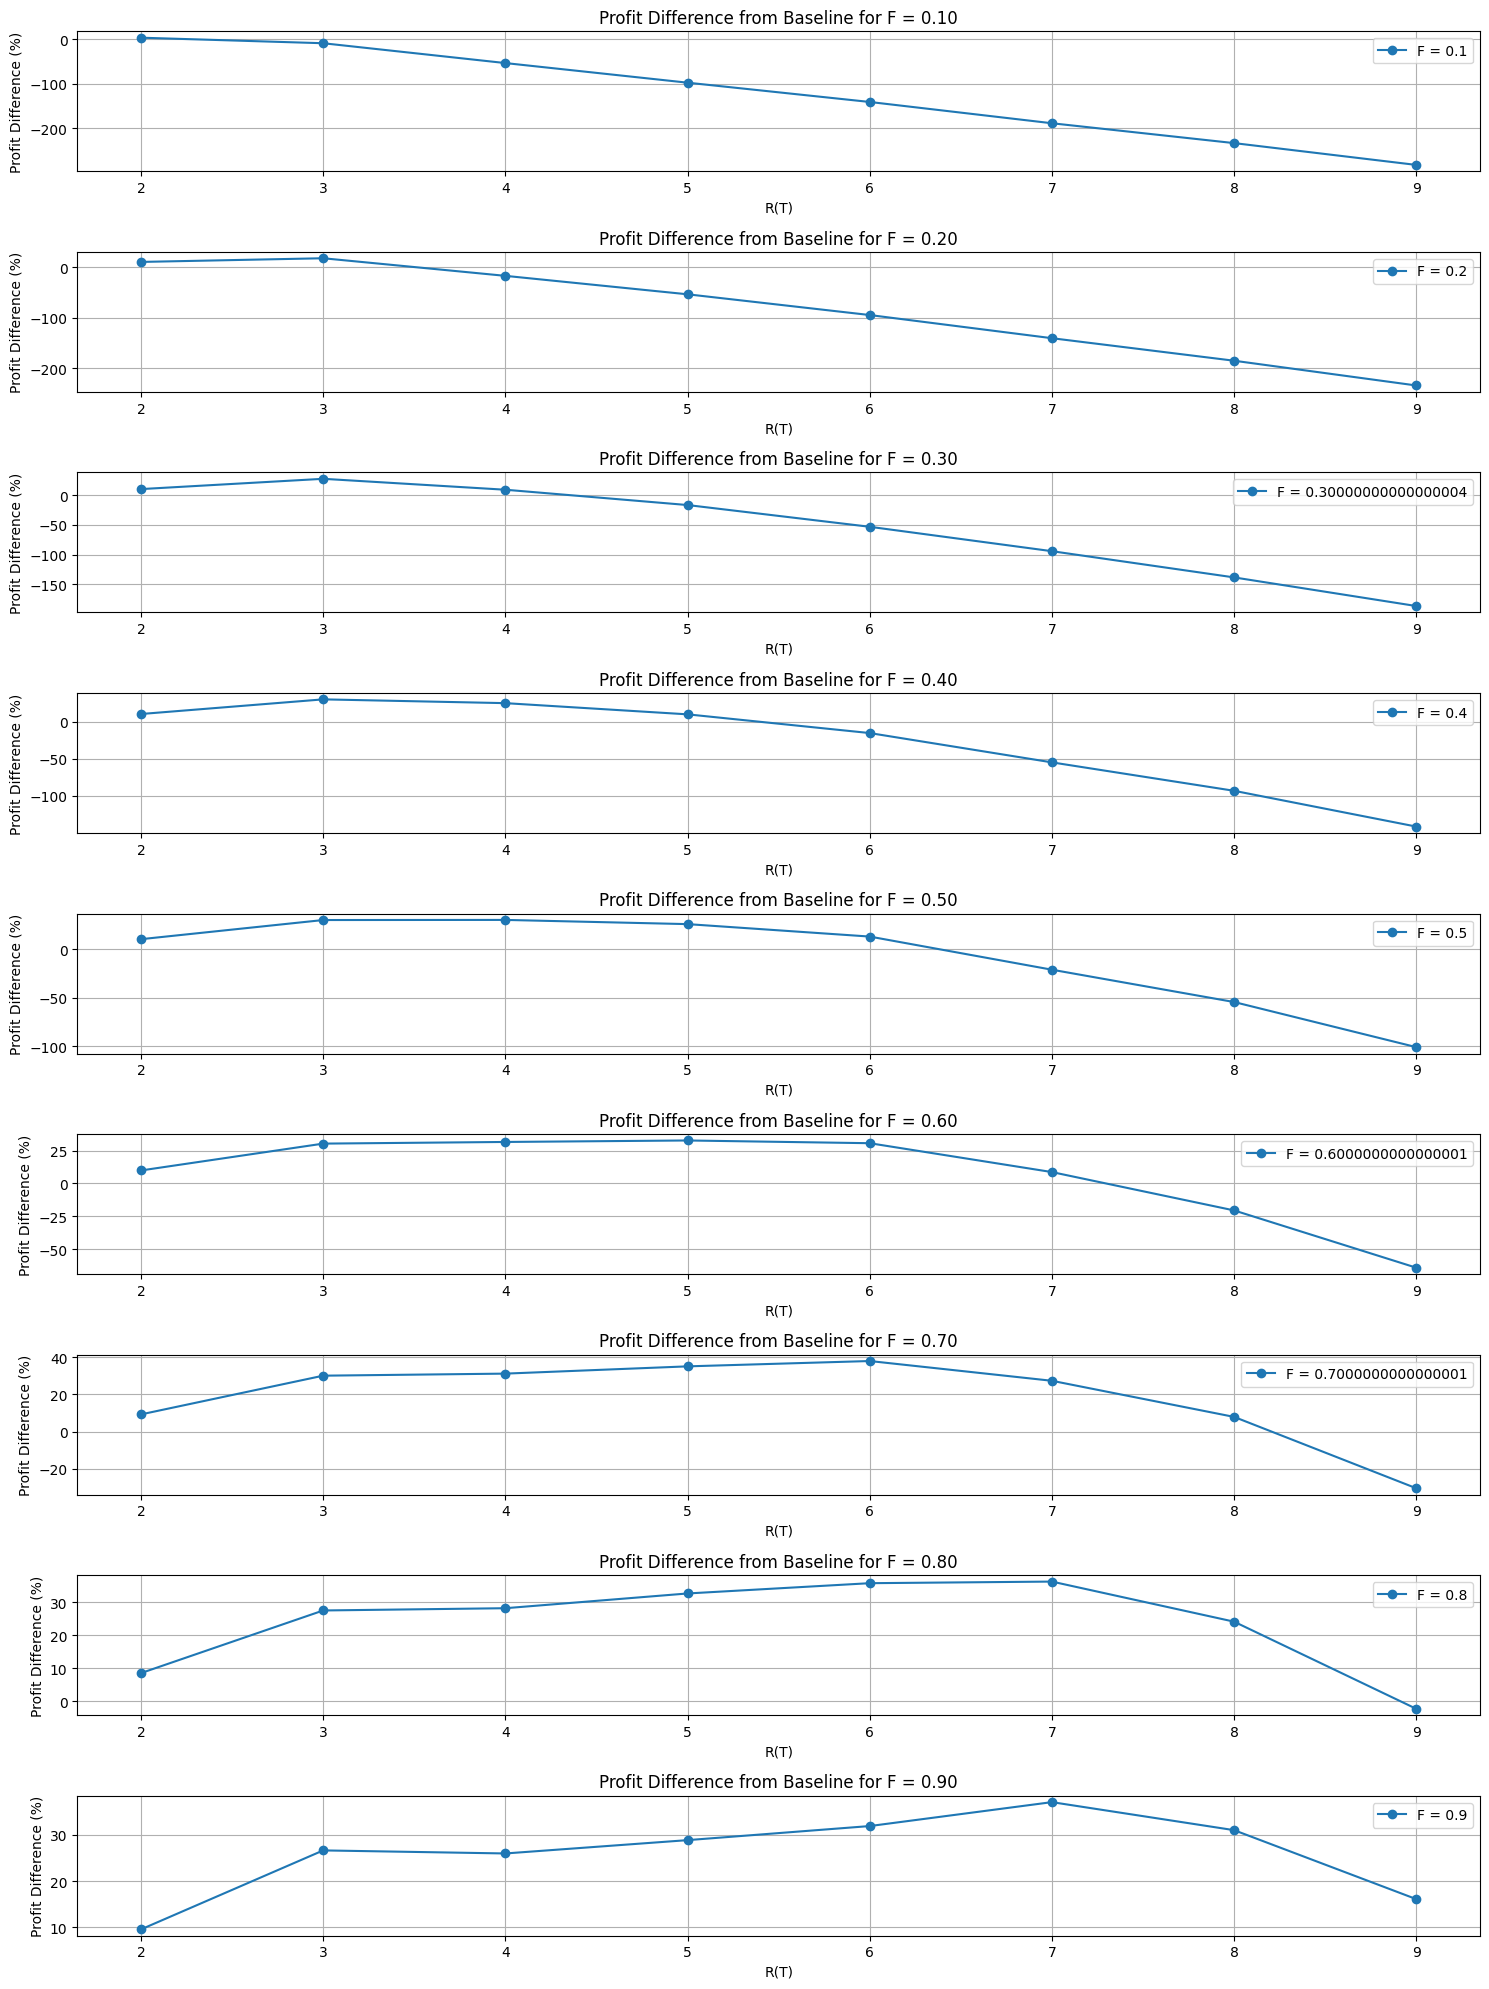 Profit Difference from Baseline for F = 0.10
Profit Difference (%)
0
−100
−200
F = 0.1
2 3 4 5 6 7 8 9
R(T)
Profit Difference from Baseline for F = 0.20
Profit Difference (%)
0
−100
−200
F = 0.2
2 3 4 5 6 7 8 9
R(T)
Profit Difference from Baseline for F = 0.30
Profit Difference (%)
0
−50
−100
−150
F = 0.30000000000000004
2 3 4 5 6 7 8 9
R(T)
Profit Difference from Baseline for F = 0.40
Profit Difference (%)
0
−50
−100
F = 0.4
2 3 4 5 6 7 8 9
R(T)
Profit Difference from Baseline for F = 0.50
Profit Difference (%)
0
−50
−100
F = 0.5
2 3 4 5 6 7 8 9
R(T)
Profit Difference from Baseline for F = 0.60
Profit Difference (%)
25
0
−25
−50
F = 0.6000000000000001
2 3 4 5 6 7 8 9
R(T)
Profit Difference from Baseline for F = 0.70
Profit Difference (%)
40
20
0
−20
F = 0.7000000000000001
2 3 4 5 6 7 8 9
R(T)
Profit Difference from Baseline for F = 0.80
Profit Difference (%)
30
20
10
0
F = 0.8
2 3 4 5 6 7 8 9
R(T)
Profit Difference from Baseline for F = 0.90
Profit Difference (%)
30
20
10
F = 0.9
2 3 4 5 6 7 8 9
R(T)